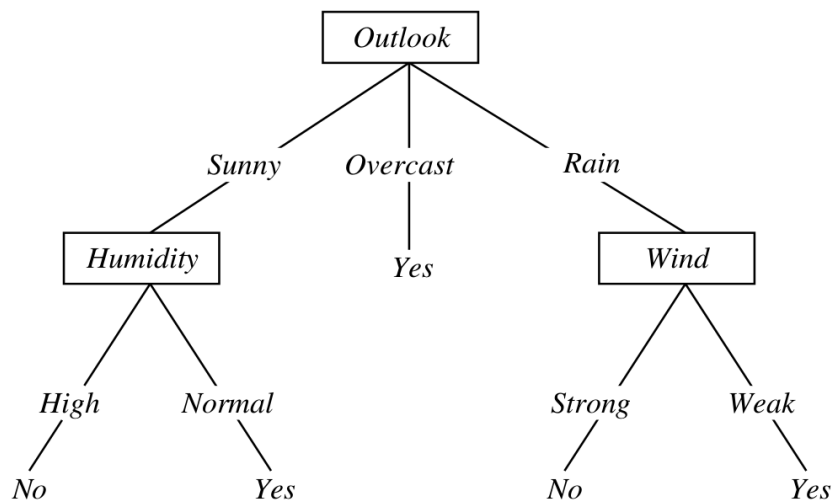 Outlook
Sunny Overcast Rain
Humidity Yes Wind
High Normal Strong Weak
No Yes No Yes